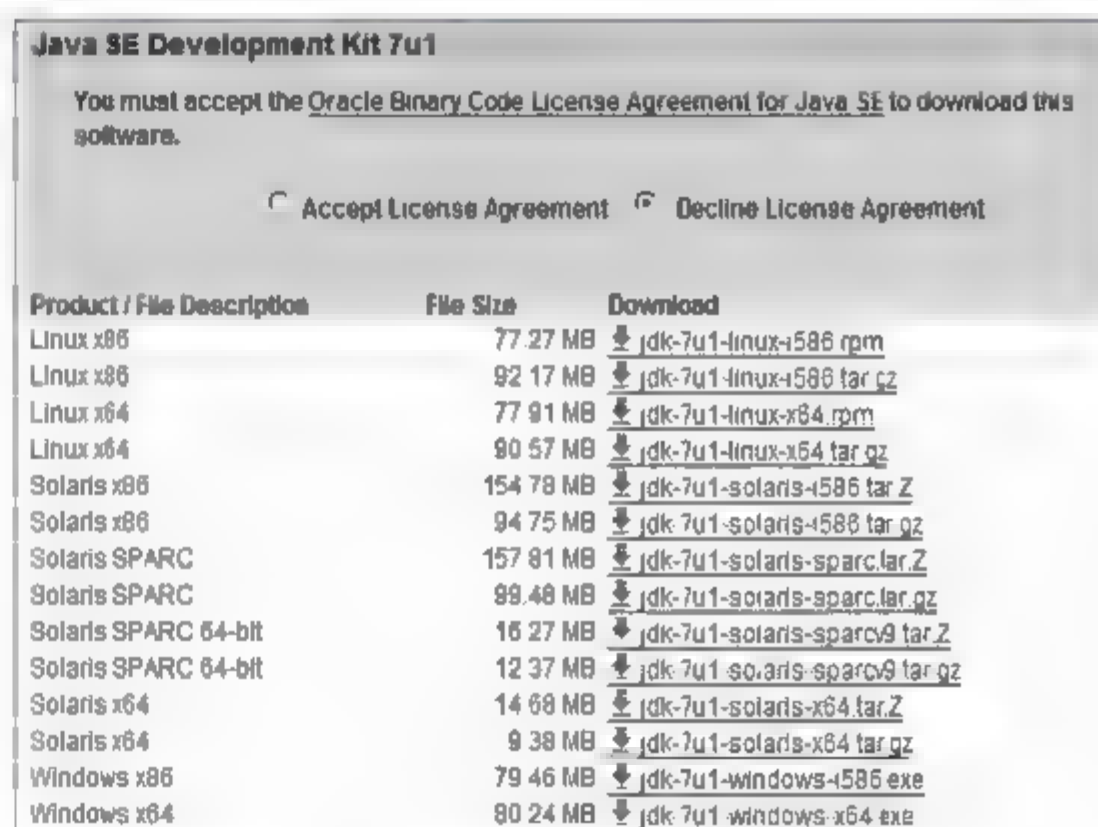 Java SE Development Kit 7u1
You must accept the Oracle Binary Code License Agreement for Java SE to download this
software.
Accept License Agreement Decline License Agreement
Product / File Description File Size Download
Linux x86 77.27 MB jdk-7u1-linux-i586.rpm
Linux x86 92.17 MB jdk-7u1-linux-i586.tar.gz
Linux x64 77.91 MB jdk-7u1-linux-x64.rpm
Linux x64 90.57 MB jdk-7u1-linux-x64.tar.gz
Solaris x86 154.78 MB jdk-7u1-solaris-i586.tar.Z
Solaris x86 94.75 MB jdk-7u1-solaris-i586.tar.gz
Solaris SPARC 157.81 MB jdk-7u1-solaris-sparc.tar.Z
Solaris SPARC 99.48 MB jdk-7u1-solaris-sparc.tar.gz
Solaris SPARC 64-bit 16.27 MB jdk-7u1-solaris-sparcv9.tar.Z
Solaris SPARC 64-bit 12.37 MB jdk-7u1-solaris-sparcv9.tar.gz
Solaris x64 14.68 MB jdk-7u1-solaris-x64.tar.Z
Solaris x64 9.38 MB jdk-7u1-solaris-x64.tar.gz
Windows x86 79.46 MB jdk-7u1-windows-i586.exe
Windows x64 80.24 MB jdk-7u1-windows-x64.exe